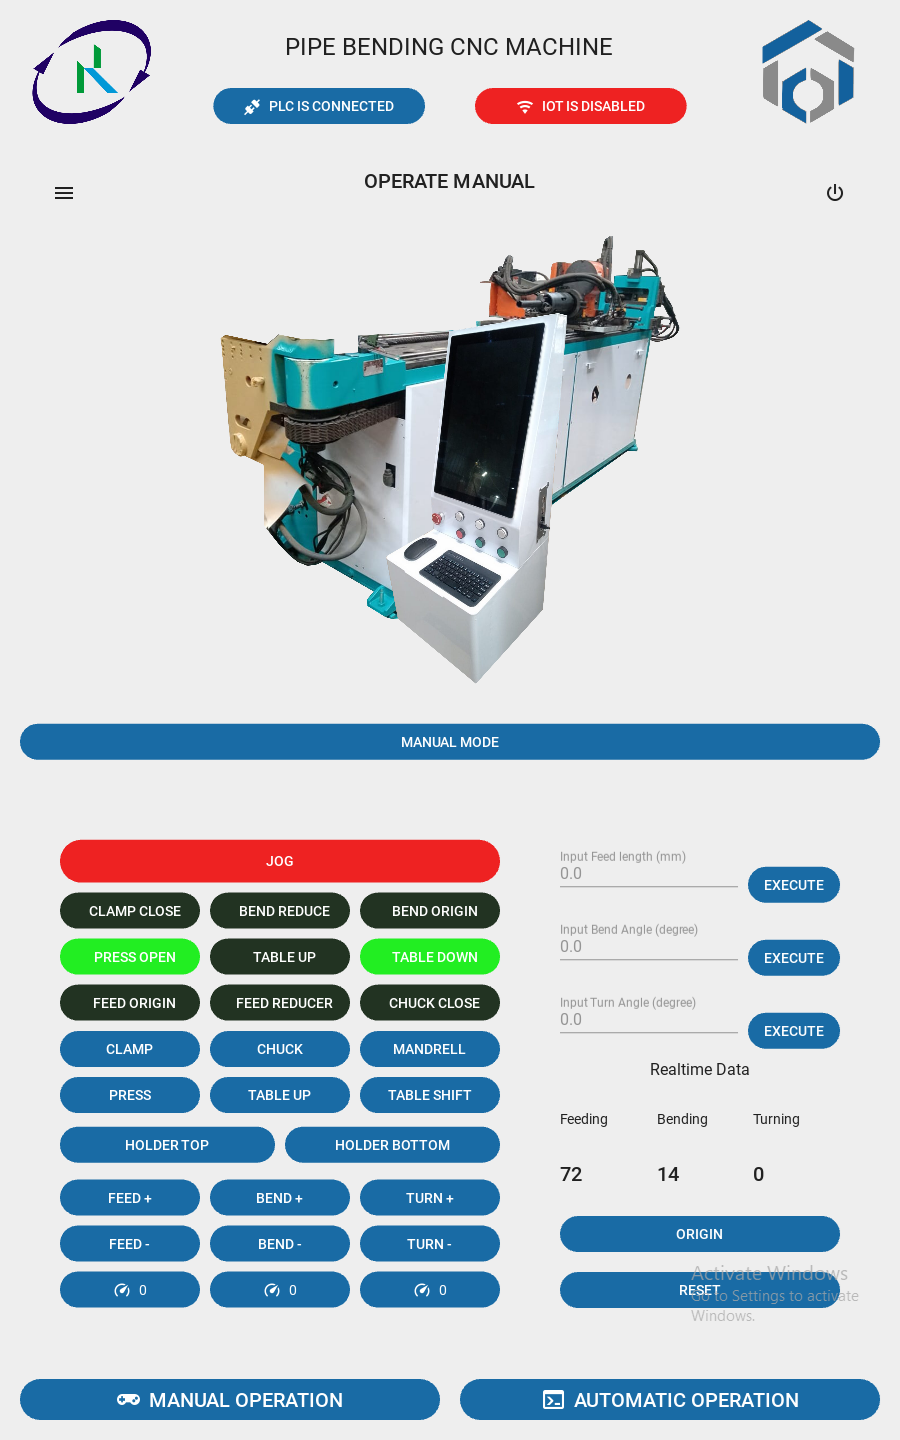 PIPE BENDING CNC MACHINE
PLC IS CONNECTED
IOT IS DISABLED
OPERATE MANUAL
MANUAL MODE
JOG
CLAMP CLOSE
BEND REDUCE
BEND ORIGIN
PRESS OPEN
TABLE UP
TABLE DOWN
FEED ORIGIN
FEED REDUCER
CHUCK CLOSE
CLAMP
CHUCK
MANDRELL
PRESS
TABLE UP
TABLE SHIFT
HOLDER TOP
HOLDER BOTTOM
FEED +
BEND +
TURN +
FEED -
BEND -
TURN -
0
0
0
Input Feed length (mm)
0.0
EXECUTE
Input Bend Angle (degree)
0.0
EXECUTE
Input Turn Angle (degree)
0.0
EXECUTE
Realtime Data
Feeding
Bending
Turning
72
14
0
ORIGIN
RESET
Activate Windows
Go to Settings to activate
Windows.
MANUAL OPERATION
AUTOMATIC OPERATION